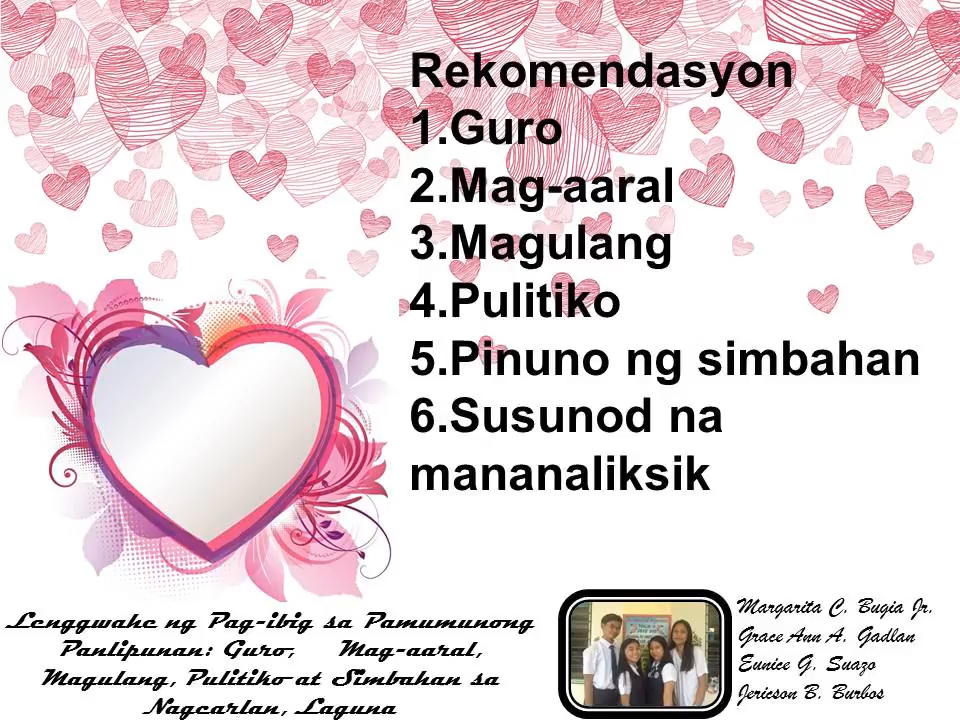 Rekomendasyon
1.Guro
2.Mag-aaral
3.Magulang
4.Pulitiko
5.Pinuno ng simbahan
6.Susunod na
mananaliksik
Lenggwahe ng Pag-ibig sa Pamumunong
Panlipunan: Guro, Mag-aaral,
Magulang, Pulitiko at Simbahan sa
Nagcarlan, Laguna
Margarita C. Bugia Jr.
Grace Ann A. Gadlan
Eunice G. Suazo
Jericson B. Burbos